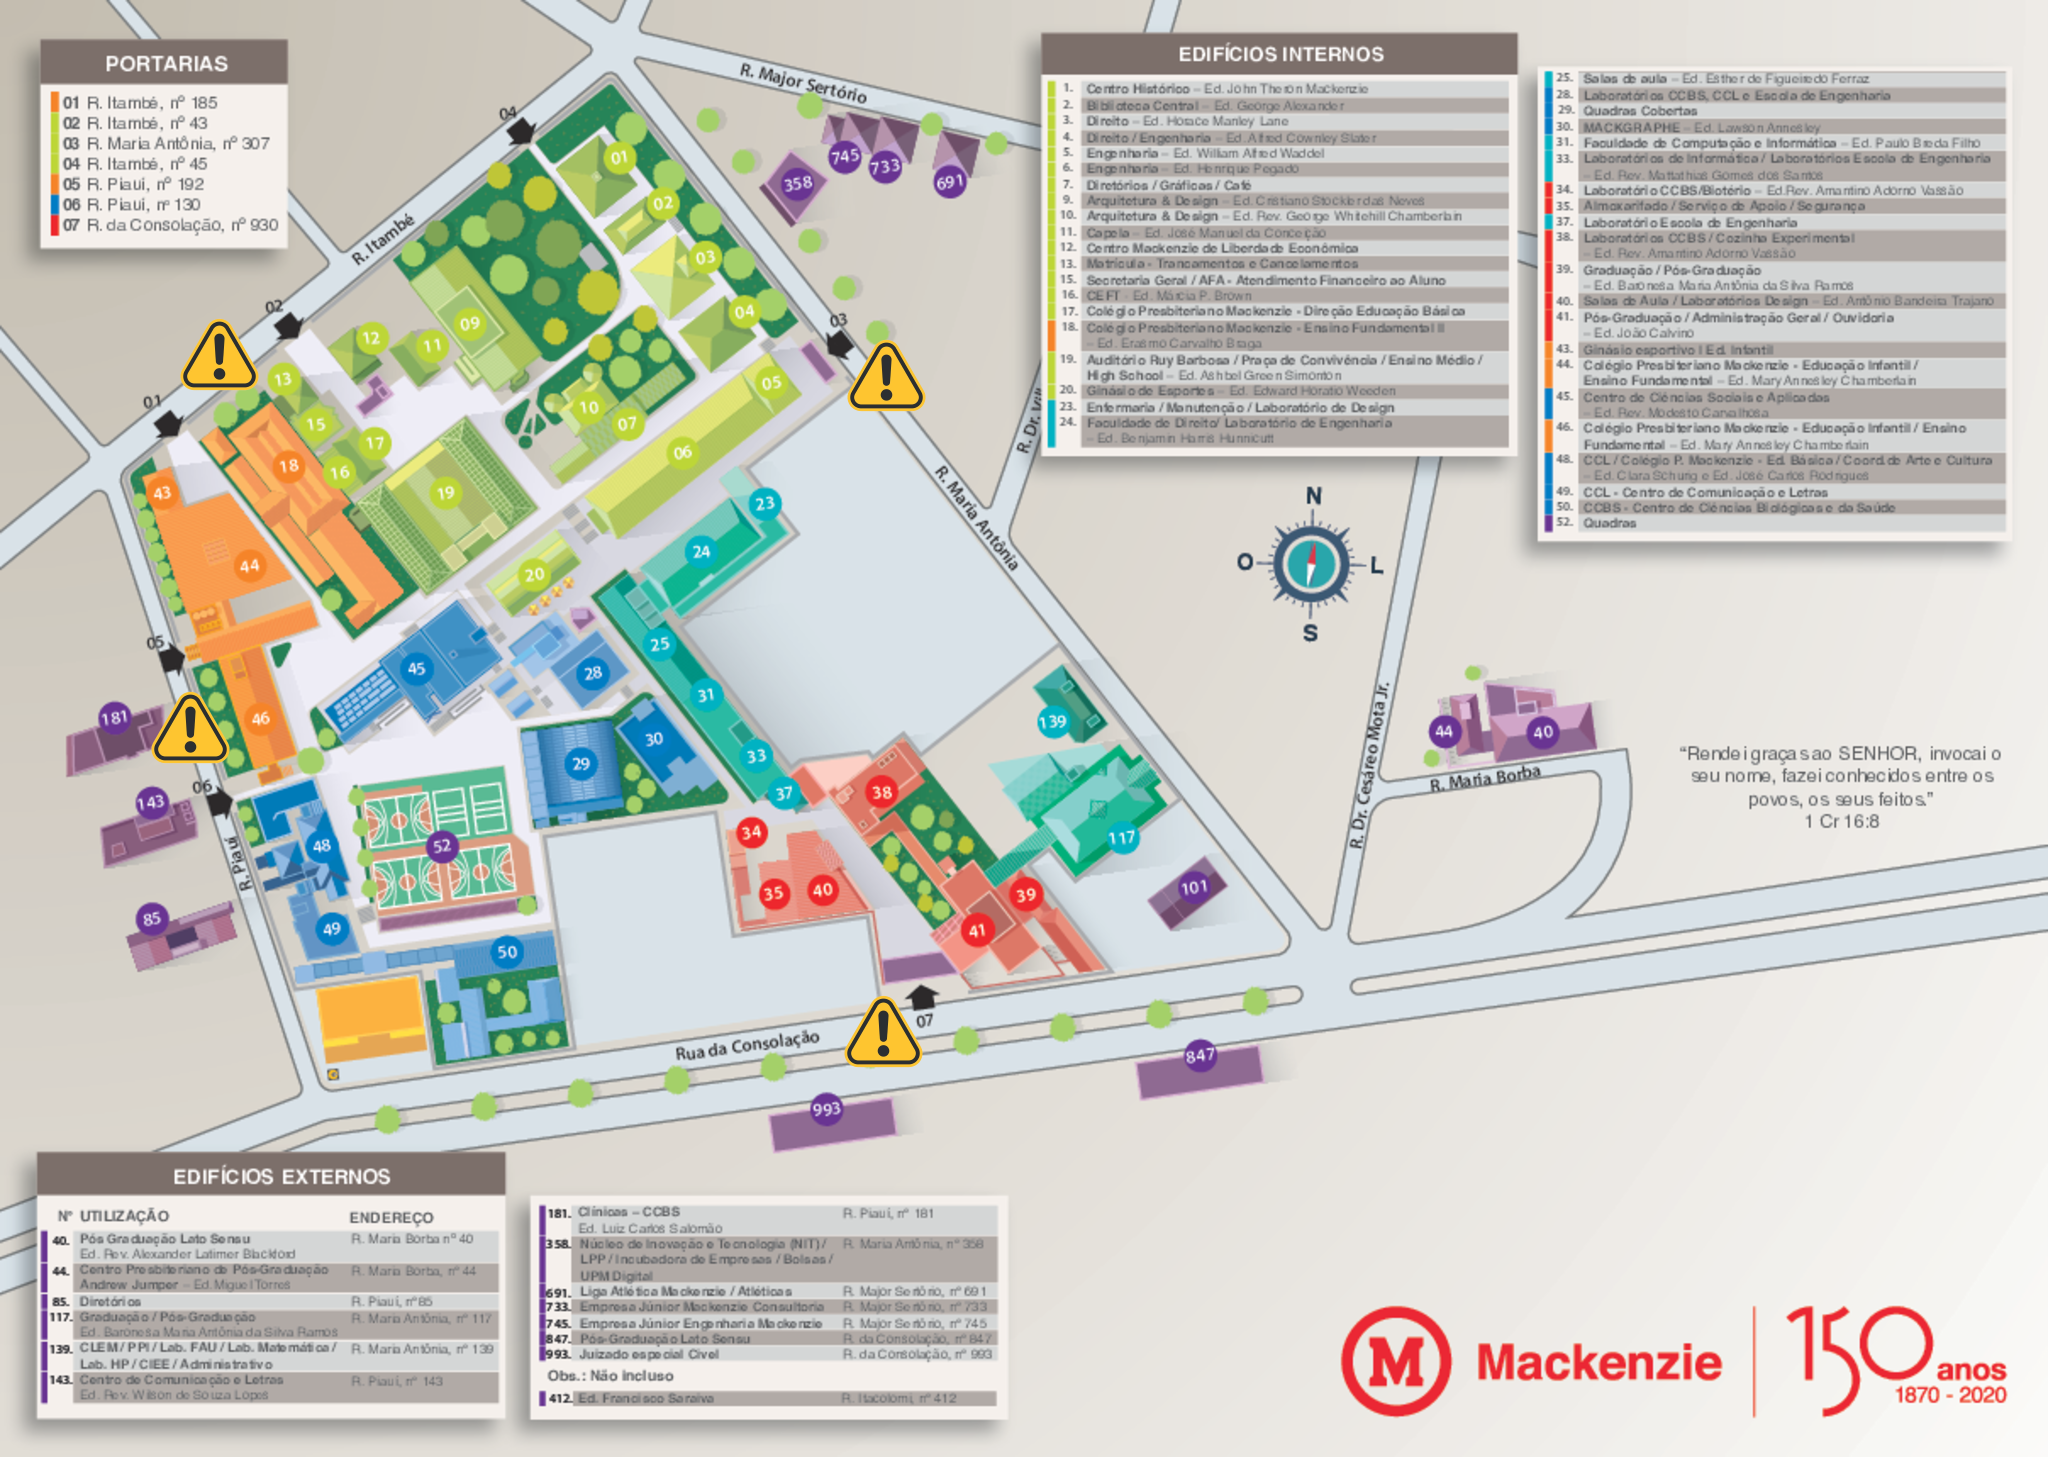 PORTARIAS
01 R. Itambé, nº 185
02 R. Itambé, nº 43
03 R. Maria Antônia, nº 307
04 R. Itambé, nº 45
05 R. Piauí, nº 192
06 R. Piauí, nº 130
07 R. da Consolação, nº 930
EDIFÍCIOS INTERNOS
1. Centro Histórico – Ed. John Theron Mackenzie
2. Biblioteca Central – Ed. George Alexander
3. Direito – Ed. Horace Manley Lane
4. Direito / Engenharia – Ed. Alfred Cownley Slater
5. Engenharia – Ed. William Alfred Waddel
6. Engenharia – Ed. Henrique Pegado
7. Diretórios / Gráficas / Café
9. Arquitetura & Design – Ed. Cristiano Stockler das Neves
10. Arquitetura & Design – Ed. Rev. George Whitehill Chamberlain
11. Capela – Ed. José Manuel da Conceição
12. Centro Mackenzie de Liberdade Econômica
13. Matrícula - Trancamentos e Cancelamentos
15. Secretaria Geral / AFA - Atendimento Financeiro ao Aluno
16. CEFT - Ed. Márcia P. Brown
17. Colégio Presbiteriano Mackenzie - Direção Educação Básica
18. Colégio Presbiteriano Mackenzie - Ensino Fundamental II
– Ed. Erasmo Carvalho Braga
19. Auditório Ruy Barbosa / Praça de Convivência / Ensino Médio /
High School – Ed. Ashbel Green Simonton
20. Ginásio de Esportes – Ed. Edward Horatio Weeden
23. Enfermaria / Manutenção / Laboratório de Design
24. Faculdade de Direito/ Laboratório de Engenharia
– Ed. Benjamin Harris Hunnicutt
25. Salas de aula – Ed. Esther de Figueiredo Ferraz
28. Laboratórios CCBS, CCL e Escola de Engenharia
29. Quadras Cobertas
30. MACKGRAPHE – Ed. Lawson Annesley
31. Faculdade de Computação e Informática – Ed. Paulo Breda Filho
33. Laboratórios de Informática / Laboratórios Escola de Engenharia
– Ed. Rev. Mattathias Gomes dos Santos
34. Laboratório CCBS/Biotério – Ed.Rev. Amantino Adorno Vassão
35. Almoxarifado / Serviço de Apoio / Segurança
37. Laboratório Escola de Engenharia
38. Laboratórios CCBS / Cozinha Experimental
– Ed. Rev. Amantino Adorno Vassão
39. Graduação / Pós-Graduação
– Ed. Baronesa Maria Antônia da Silva Ramos
40. Salas de Aula / Laboratórios Design – Ed. Antônio Bandeira Trajano
41. Pós-Graduação / Administração Geral / Ouvidoria
– Ed. João Calvino
43. Ginásio esportivo | Ed. Infantil
44. Colégio Presbiteriano Mackenzie - Educação Infantil /
Ensino Fundamental – Ed. Mary Annesley Chamberlain
45. Centro de Ciências Sociais e Aplicadas
– Ed. Rev. Modesto Carvalhosa
46. Colégio Presbiteriano Mackenzie - Educação Infantil / Ensino
Fundamental – Ed. Mary Annesley Chamberlain
48. CCL / Colégio P. Mackenzie - Ed. Básica / Coord.de Arte e Cultura
– Ed. Clara Schurig e Ed. José Carlos Rodrigues
49. CCL - Centro de Comunicação e Letras
50. CCBS - Centro de Ciências Biológicas e da Saúde
52. Quadras
R. Major Sertório
04
745
733
691
358
01
02
03
04
R. Itambé
02
03
12
11
09
05
13
15
17
16
18
10
07
06
01
19
43
44
R. Maria Antônia
R. Dr. Vil
23
24
20
N
O
L
S
05
25
45
28
46
31
30
29
33
37
181
143
85
06
R. Piauí
48
52
49
50
34
35
40
38
39
41
139
117
101
07
Rua da Consolação
847
993
R. Dr. Cesáreo Mota Jr.
44
40
R. Maria Borba
“Rendei graças ao SENHOR, invocai o
seu nome, fazei conhecidos entre os
povos, os seus feitos.”
1 Cr 16:8
EDIFÍCIOS EXTERNOS
Nº UTILIZAÇÃO ENDEREÇO
40. Pós Graduação Lato Sensu R. Maria Borba nº 40
Ed. Rev. Alexander Latimer Blackford
44. Centro Presbiteriano de Pós-Graduação R. Maria Borba, nº 44
Andrew Jumper – Ed. Miguel Torres
85. Diretórios R. Piauí, nº 85
117. Graduação / Pós-Graduação R. Maria Antônia, nº 117
Ed. Baronesa Maria Antônia da Silva Ramos
139. CLEM / PPI / Lab. FAU / Lab. Matemática / R. Maria Antônia, nº 139
Lab. HP / CIEE / Administrativo
143. Centro de Comunicação e Letras R. Piauí, nº 143
Ed. Rev. Wilson de Souza Lopes
181. Clínicas – CCBS R. Piauí, nº 181
Ed. Luiz Carlos Salomão
358. Núcleo de Inovação e Tecnologia (NIT) / R. Maria Antônia, nº 358
LPP / Incubadora de Empresas / Bolsas /
UPM Digital
691. Liga Atlética Mackenzie / Atléticas R. Major Sertório, nº 691
733. Empresa Júnior Mackenzie Consultoria R. Major Sertório, nº 733
745. Empresa Júnior Engenharia Mackenzie R. Major Sertório, nº 745
847. Pós-Graduação Lato Sensu R. da Consolação, nº 847
993. Juizado especial Cível R. da Consolação, nº 993
Obs.: Não incluso
412. Ed. Francisco Saraiva R. Itacolomi, nº 412
M Mackenzie
150 anos
1870 - 2020